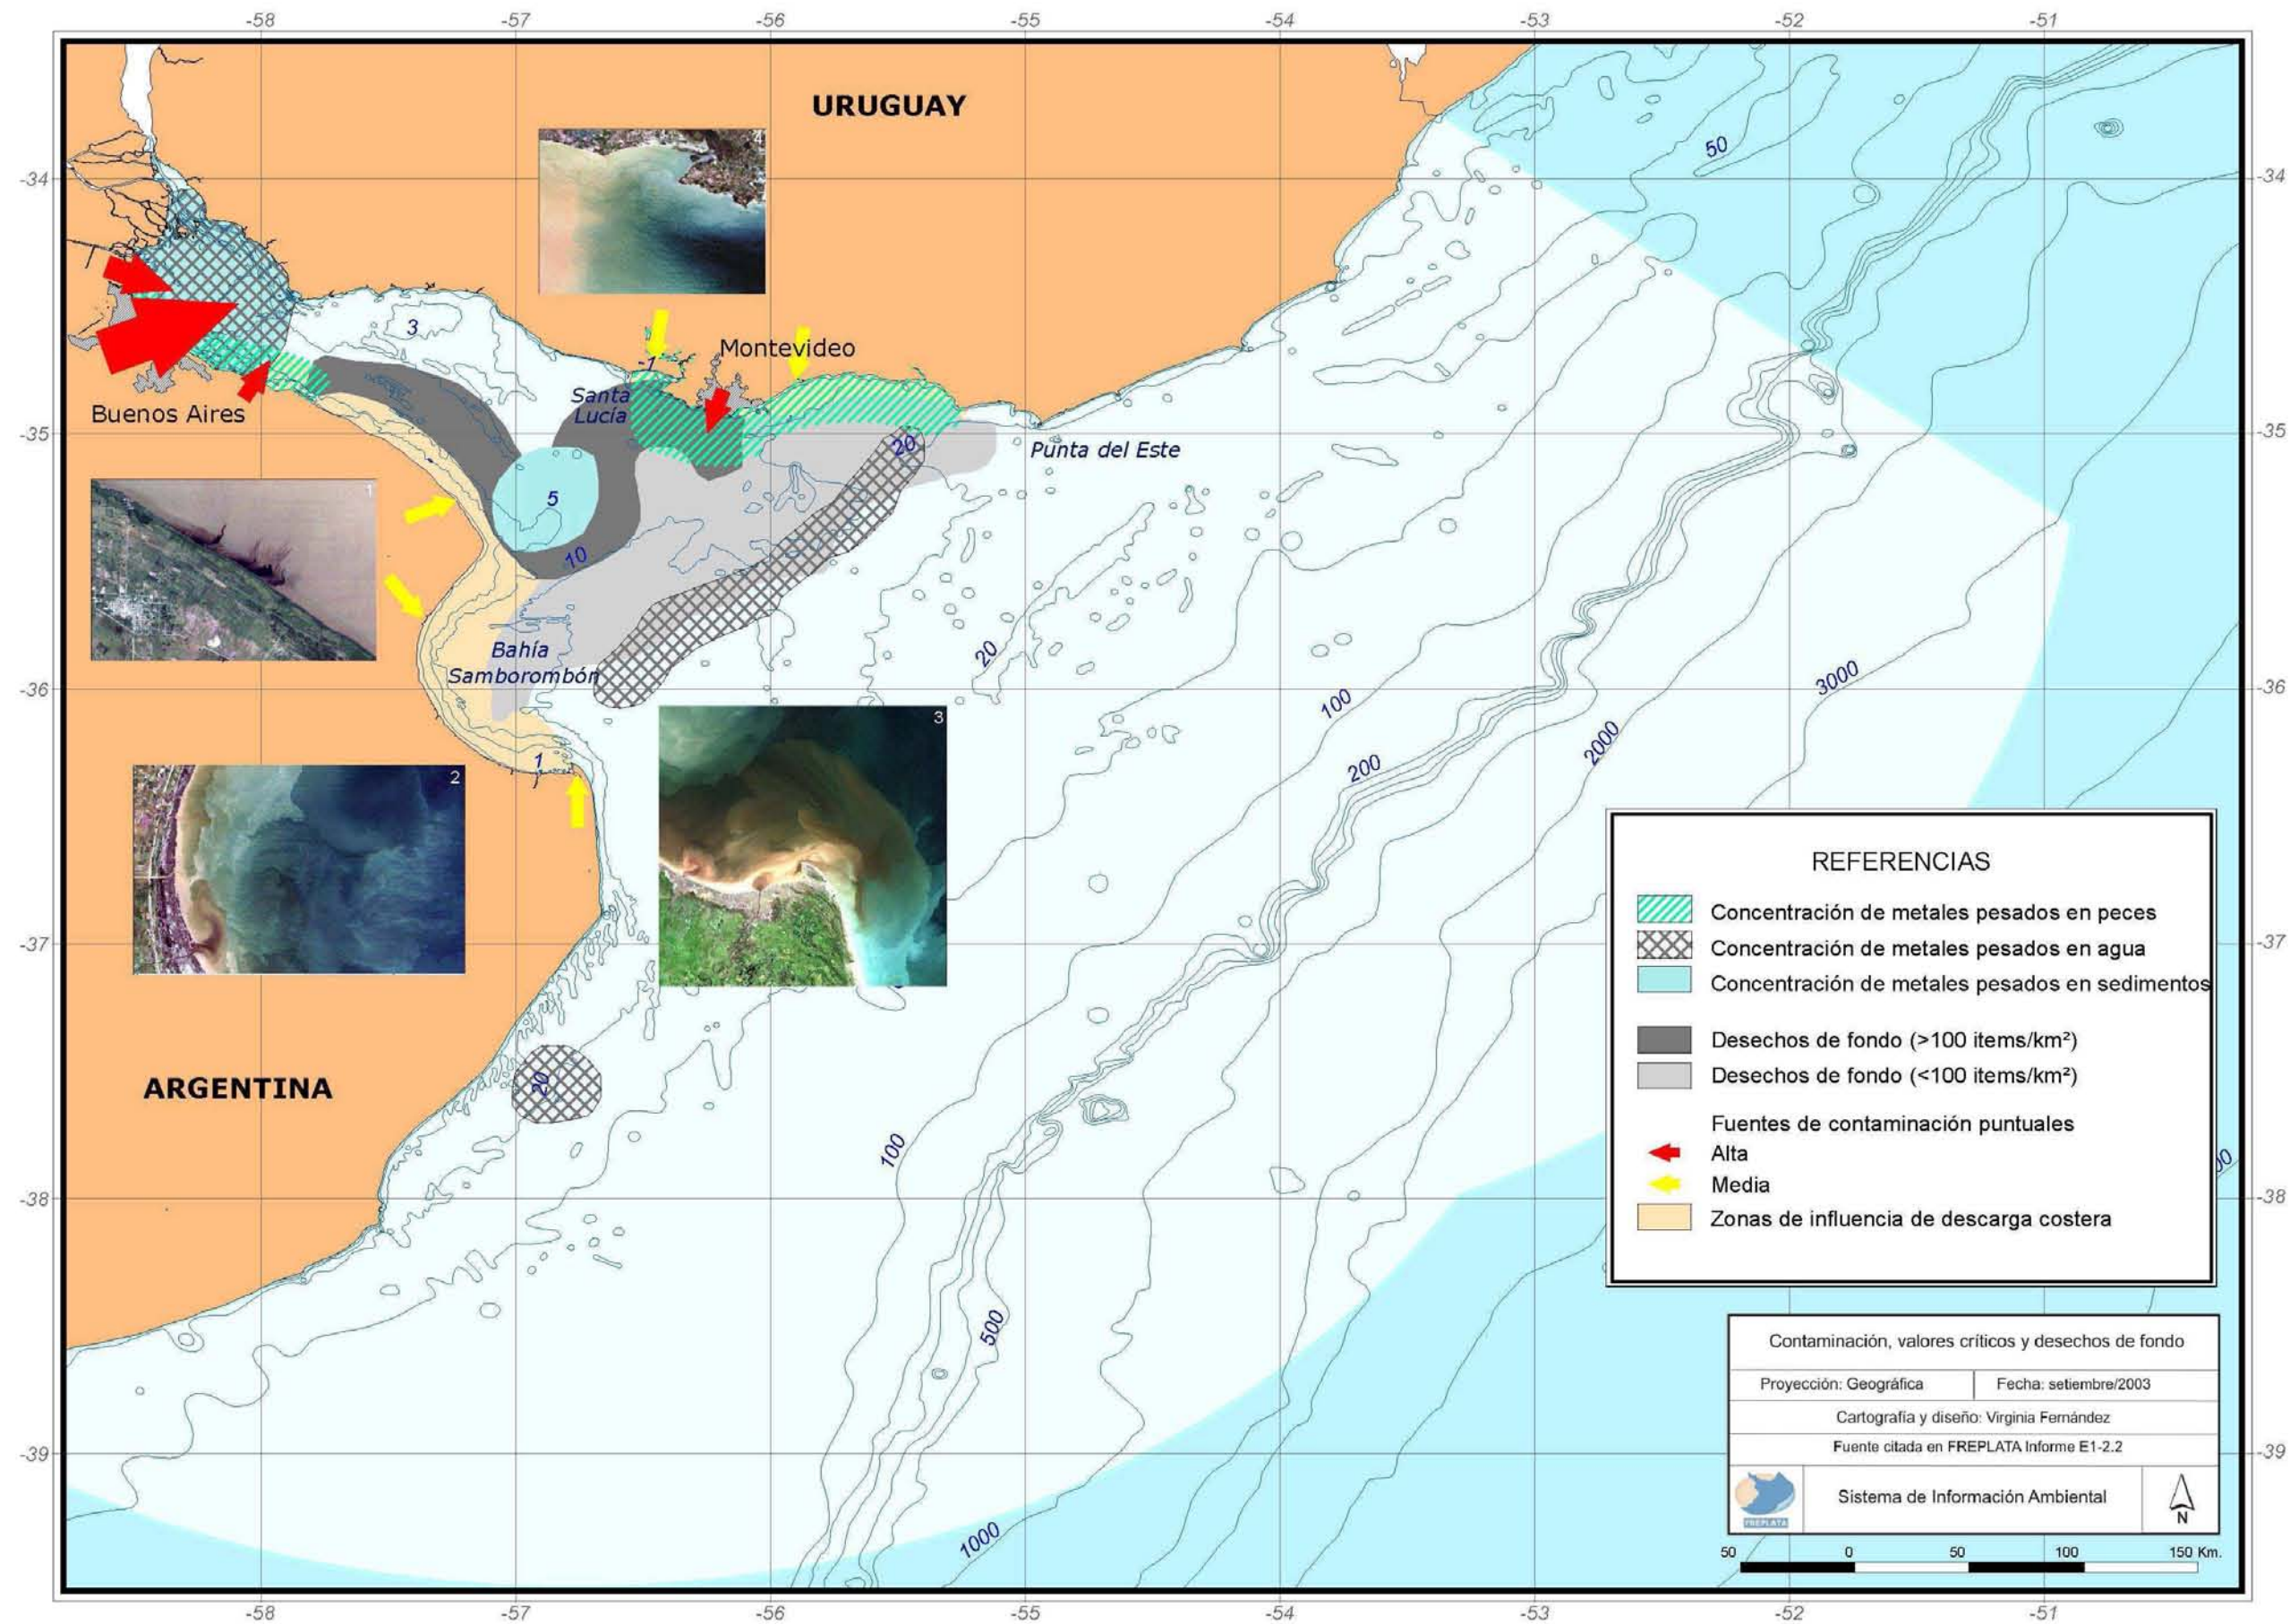 -58 -57 -56 -55 -54 -53 -52 -51
URUGUAY
4
50
-34 -34
3
Montevideo
-1
Santa
Lucía
Buenos Aires
-35 -35
20
Punta del Este
1
5
10
Bahía
Samborombón
20
-36 -36
100
3000
2000
200
1
2
3
REFERENCIAS
Concentración de metales pesados en peces
Concentración de metales pesados en agua
-37 -37
Concentración de metales pesados en sedimentos
Desechos de fondo (>100 items/km²)
Desechos de fondo (<100 items/km²)
20
ARGENTINA
Fuentes de contaminación puntuales
Alta
100
Media
-38 -38
Zonas de influencia de descarga costera
500
Contaminación, valores críticos y desechos de fondo
Proyección: Geográfica Fecha: setiembre/2003
Cartografía y diseño: Virginia Fernández
Fuente citada en FREPLATA Informe E1-2.2
-39 -39
Sistema de Información Ambiental
FREPLATA
N
1000
50 0 50 100 150 Km.
-58 -57 -56 -55 -54 -53 -52 -51